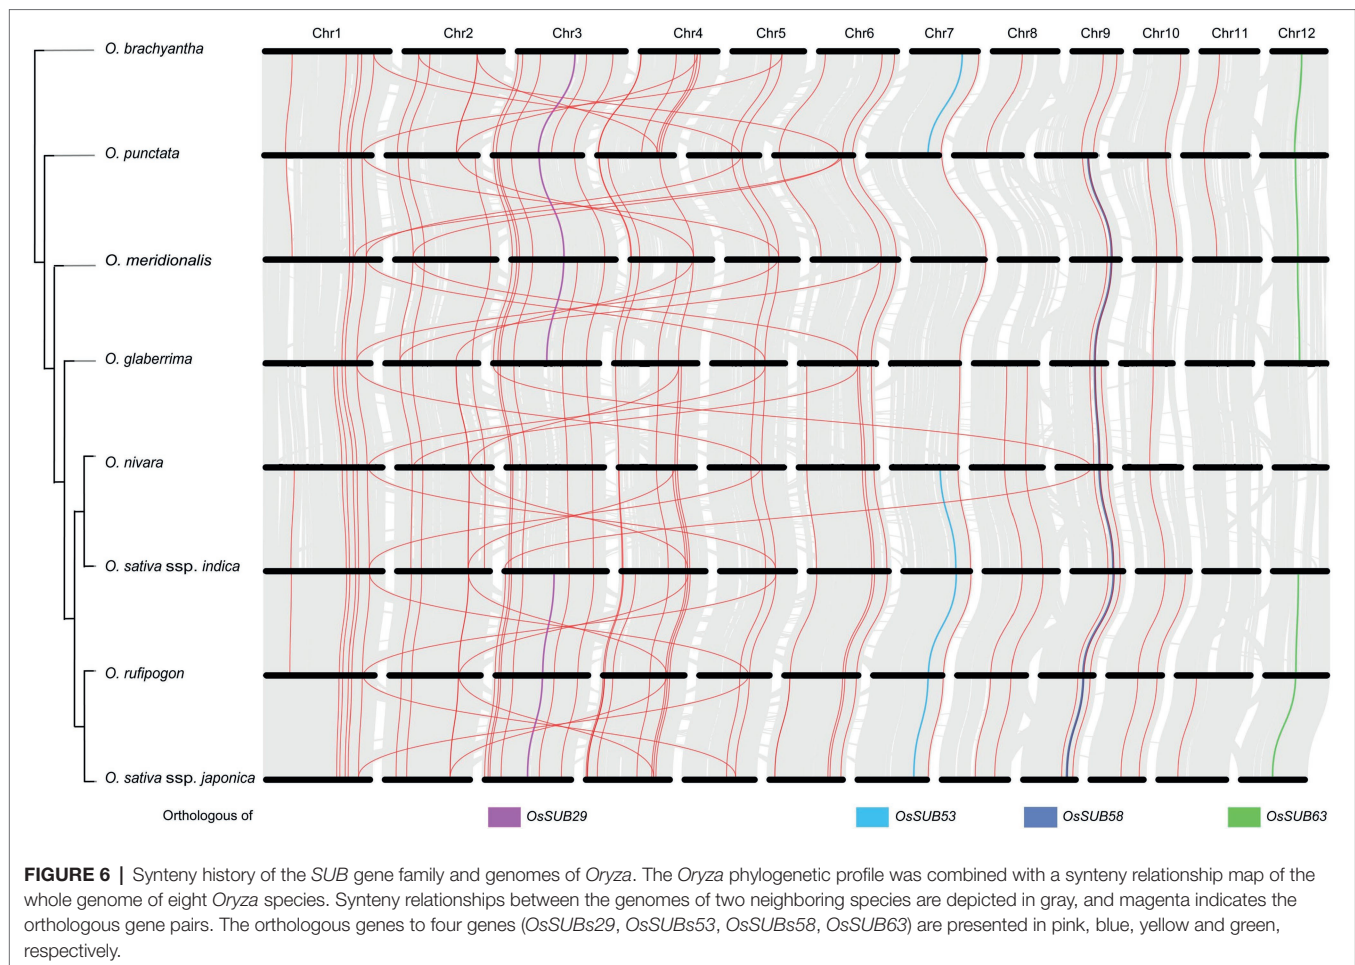 Chr1 Chr2 Chr3 Chr4 Chr5 Chr6 Chr7 Chr8 Chr9 Chr10 Chr11 Chr12
O. brachyantha
O. punctata
O. meridionalis
O. glaberrima
O. nivara
O. sativa ssp. indica
O. rufipogon
O. sativa ssp. japonica
Orthologous of OsSUB29 OsSUB53 OsSUB58 OsSUB63
FIGURE 6 | Synteny history of the SUB gene family and genomes of Oryza. The Oryza phylogenetic profile was combined with a synteny relationship map of the
whole genome of eight Oryza species. Synteny relationships between the genomes of two neighboring species are depicted in gray, and magenta indicates the
orthologous gene pairs. The orthologous genes to four genes (OsSUBs29, OsSUBs53, OsSUBs58, OsSUB63) are presented in pink, blue, yellow and green,
respectively.